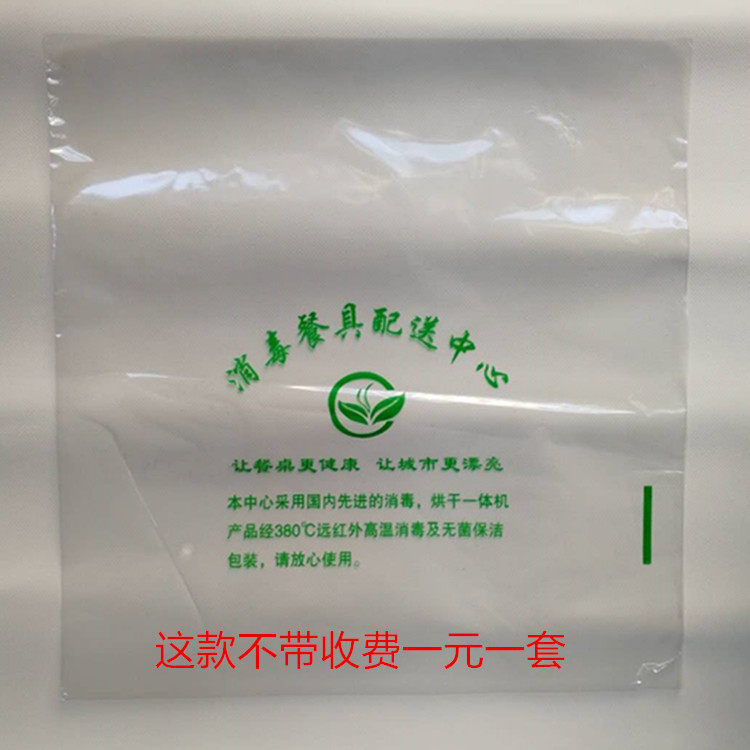 消毒餐具配送中心
让餐桌更健康 让城市更漂亮
本中心采用国内先进的消毒，烘干一体机
产品经380℃远红外高温消毒及无菌保洁
包装，请放心使用。
这款不带收费一元一套